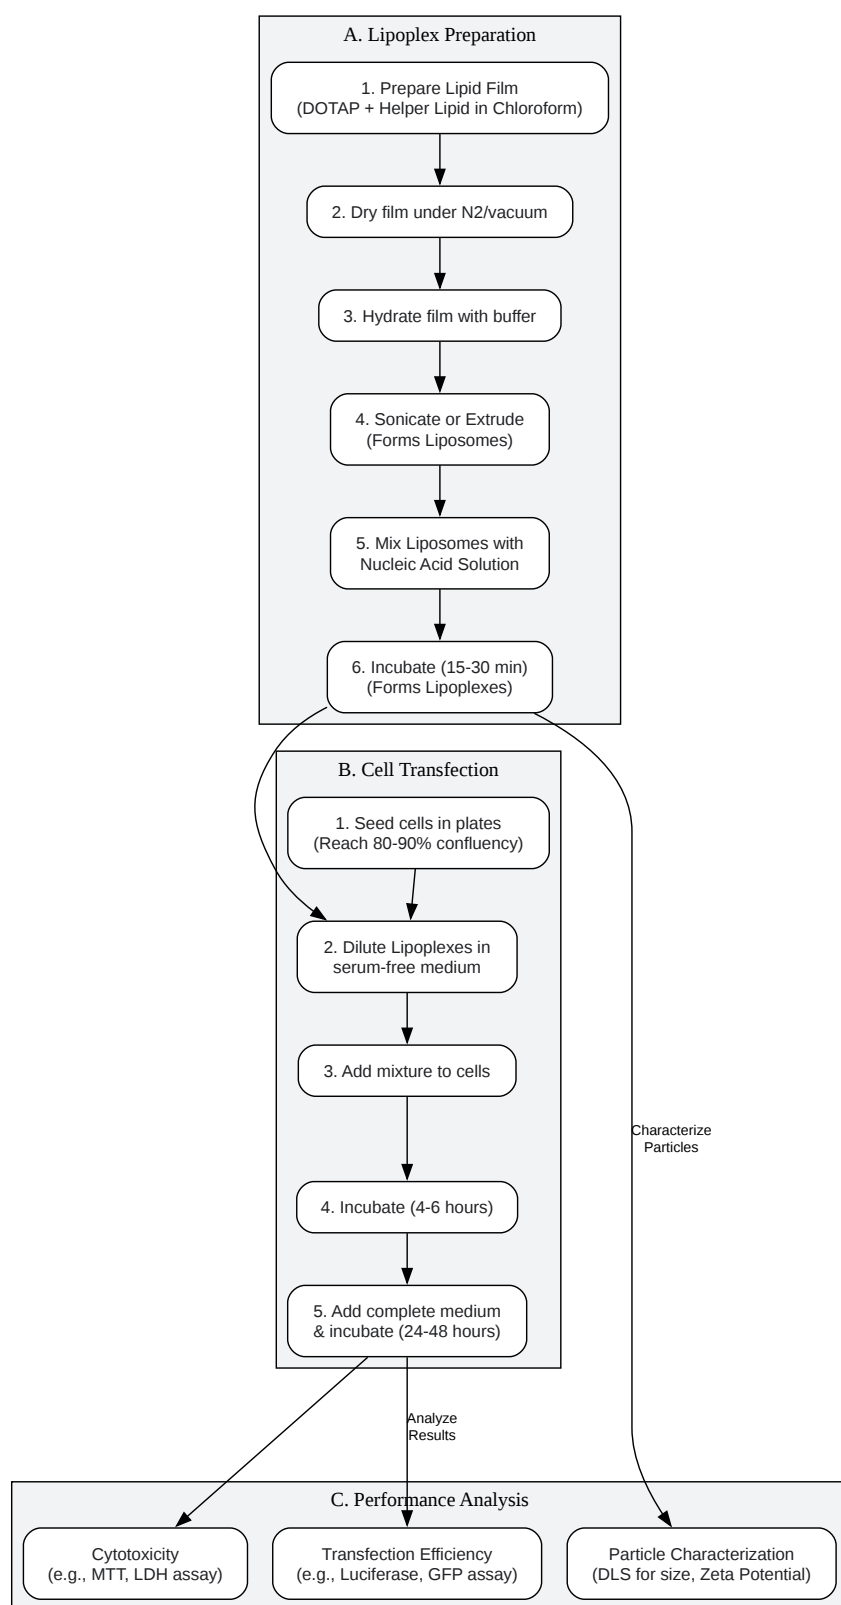 A. Lipoplex Preparation
1. Prepare Lipid Film
(DOTAP + Helper Lipid in Chloroform)
2. Dry film under N2/vacuum
3. Hydrate film with buffer
4. Sonicate or Extrude
(Forms Liposomes)
5. Mix Liposomes with
Nucleic Acid Solution
6. Incubate (15-30 min)
(Forms Lipoplexes)
B. Cell Transfection
1. Seed cells in plates
(Reach 80-90% confluency)
2. Dilute Lipoplexes in
serum-free medium
3. Add mixture to cells
Characterize
Particles
4. Incubate (4-6 hours)
5. Add complete medium
& incubate (24-48 hours)
Analyze
Results
C. Performance Analysis
Cytotoxicity
(e.g., MTT, LDH assay)
Transfection Efficiency
(e.g., Luciferase, GFP assay)
Particle Characterization
(DLS for size, Zeta Potential)